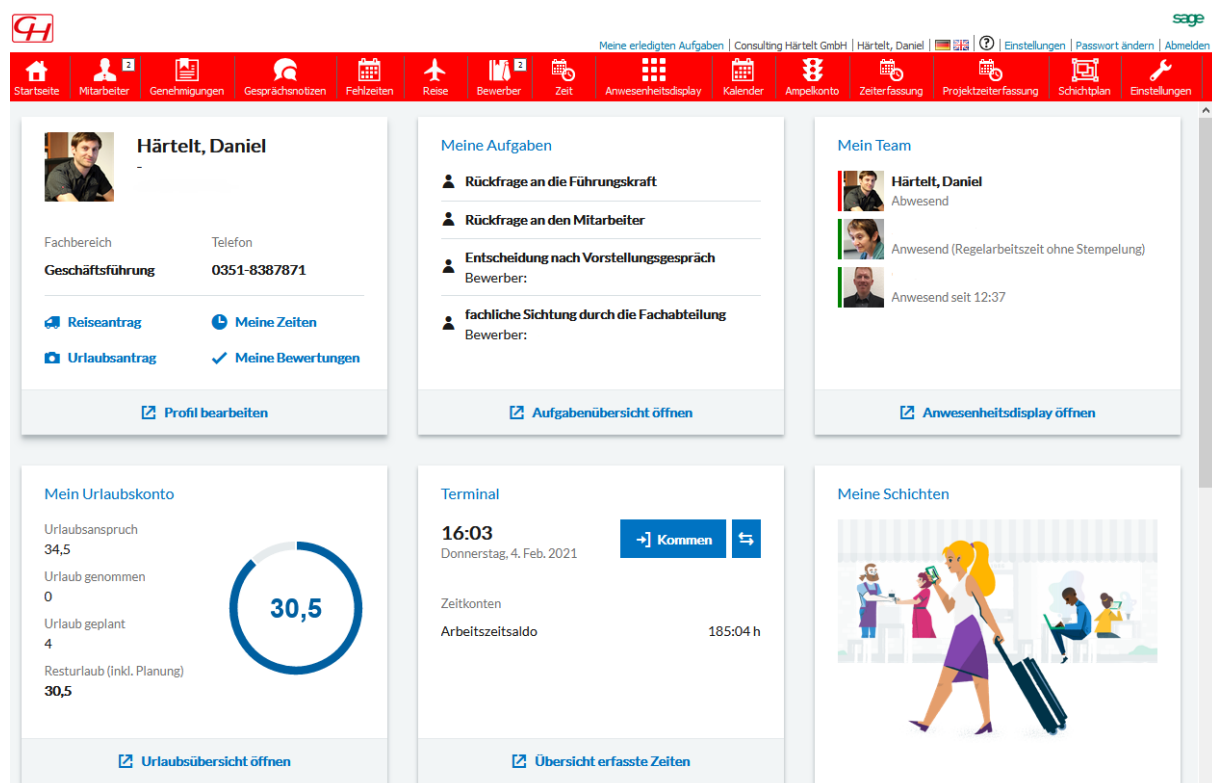 GH
sage
Meine erledigten Aufgaben | Consulting Härtelt GmbH | Härtelt, Daniel | ? | Einstellungen | Passwort ändern | Abmelden
2
2
Startseite Mitarbeiter Genehmigungen Gesprächsnotizen Fehlzeiten Reise Bewerber Zeit Anwesenheitsdisplay Kalender Ampelkonto Zeiterfassung Projektzeiterfassung Schichtplan Einstellungen
Härtelt, Daniel
-
Fachbereich Telefon
Geschäftsführung 0351-8387871
Reiseantrag Meine Zeiten
Urlaubsantrag Meine Bewertungen
Profil bearbeiten
Meine Aufgaben
Rückfrage an die Führungskraft
Rückfrage an den Mitarbeiter
Entscheidung nach Vorstellungsgespräch
Bewerber:
fachliche Sichtung durch die Fachabteilung
Bewerber:
Aufgabenübersicht öffnen
Mein Team
Härtelt, Daniel
Abwesend
Anwesend (Regelarbeitszeit ohne Stempelung)
Anwesend seit 12:37
Anwesenheitsdisplay öffnen
Mein Urlaubskonto
Urlaubsanspruch
34,5
Urlaub genommen
0
Urlaub geplant
4
Resturlaub (inkl. Planung)
30,5
30,5
Urlaubsübersicht öffnen
Terminal
16:03
Donnerstag, 4. Feb. 2021
Kommen
Zeitkonten
Arbeitszeitsaldo 185:04 h
Übersicht erfasste Zeiten
Meine Schichten